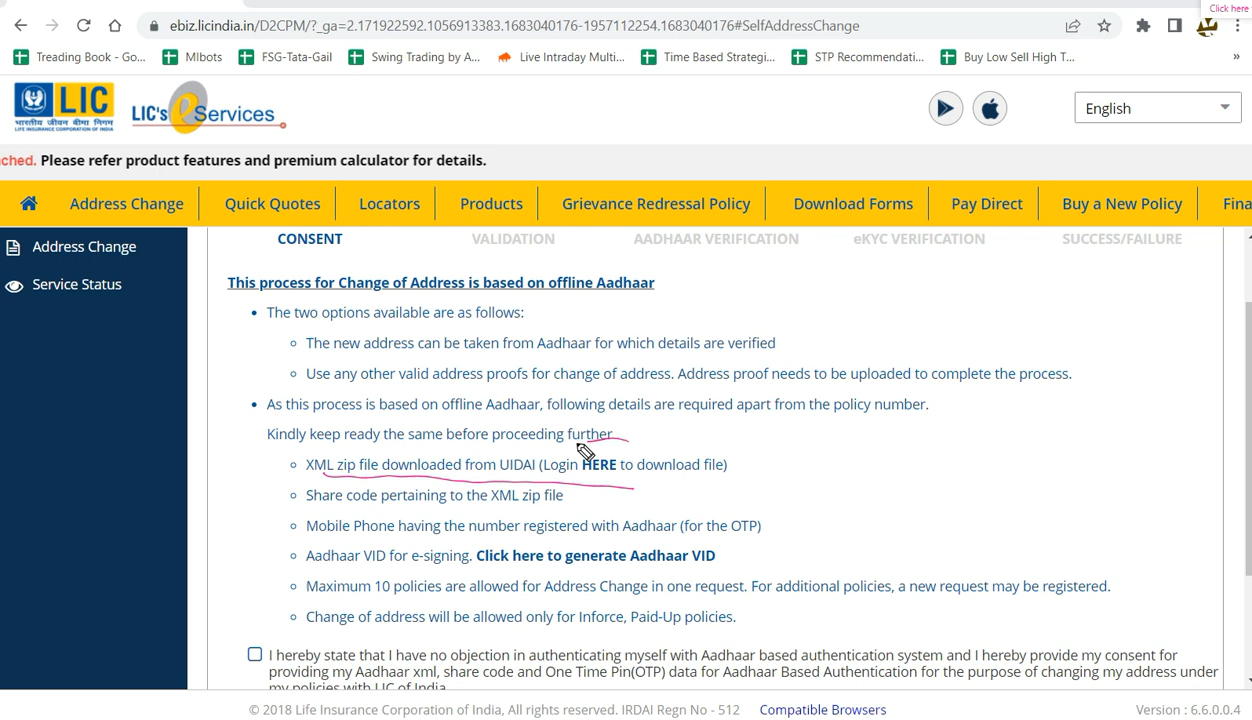 Click here
ebiz.licindia.in/D2CPM/?_ga=2.171922592.1056913383.1683040176-1957112254.1683040176#SelfAddressChange
Treading Book - Go... MIbots FSG-Tata-Gail Swing Trading by A... Live Intraday Multi... Time Based Strategi... STP Recommendati... Buy Low Sell High T... »
LIC
भारतीय जीवन बीमा निगम
LIFE INSURANCE CORPORATION OF INDIA
LIC's eServices
English
ched. Please refer product features and premium calculator for details.
Address Change Quick Quotes Locators Products Grievance Redressal Policy Download Forms Pay Direct Buy a New Policy Fina
Address Change
Service Status
CONSENT VALIDATION AADHAAR VERIFICATION eKYC VERIFICATION SUCCESS/FAILURE
This process for Change of Address is based on offline Aadhaar
The two options available are as follows:
The new address can be taken from Aadhaar for which details are verified
Use any other valid address proofs for change of address. Address proof needs to be uploaded to complete the process.
As this process is based on offline Aadhaar, following details are required apart from the policy number.
Kindly keep ready the same before proceeding further
XML zip file downloaded from UIDAI (Login HERE to download file)
Share code pertaining to the XML zip file
Mobile Phone having the number registered with Aadhaar (for the OTP)
Aadhaar VID for e-signing. Click here to generate Aadhaar VID
Maximum 10 policies are allowed for Address Change in one request. For additional policies, a new request may be registered.
Change of address will be allowed only for Inforce, Paid-Up policies.
I hereby state that I have no objection in authenticating myself with Aadhaar based authentication system and I hereby provide my consent for
providing my Aadhaar xml, share code and One Time Pin(OTP) data for Aadhaar Based Authentication for the purpose of changing my address under
my policies with LIC of India
© 2018 Life Insurance Corporation of India, All rights reserved. IRDAI Regn No - 512 Compatible Browsers Version : 6.6.0.0.4